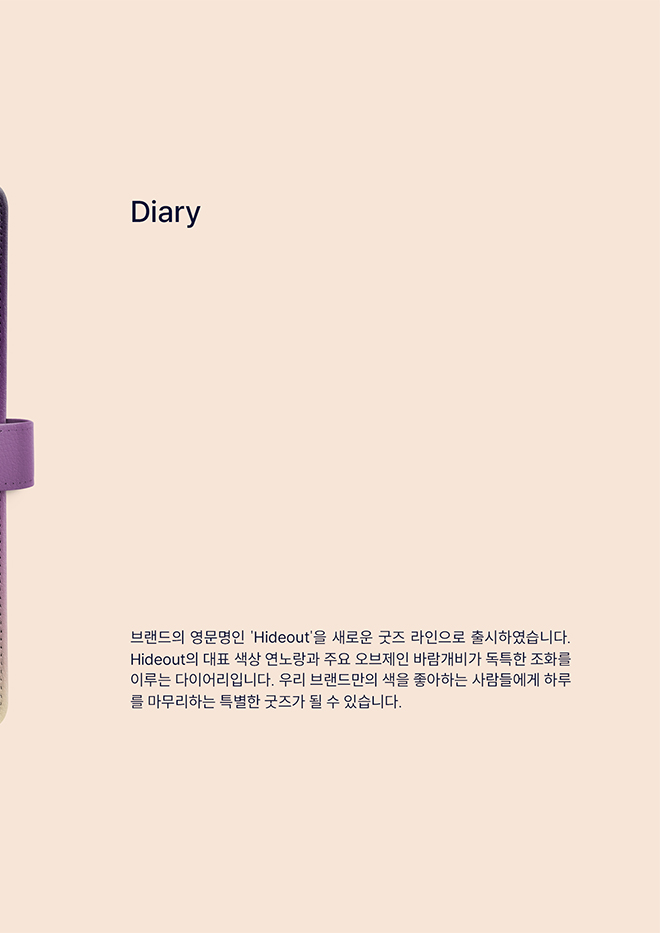 Diary
브랜드의 영문명인 'Hideout'을 새로운 굿즈 라인으로 출시하였습니다.
Hideout의 대표 색상 연노랑과 주요 오브제인 바람개비가 독특한 조화를
이루는 다이어리입니다. 우리 브랜드만의 색을 좋아하는 사람들에게 하루
를 마무리하는 특별한 굿즈가 될 수 있습니다.